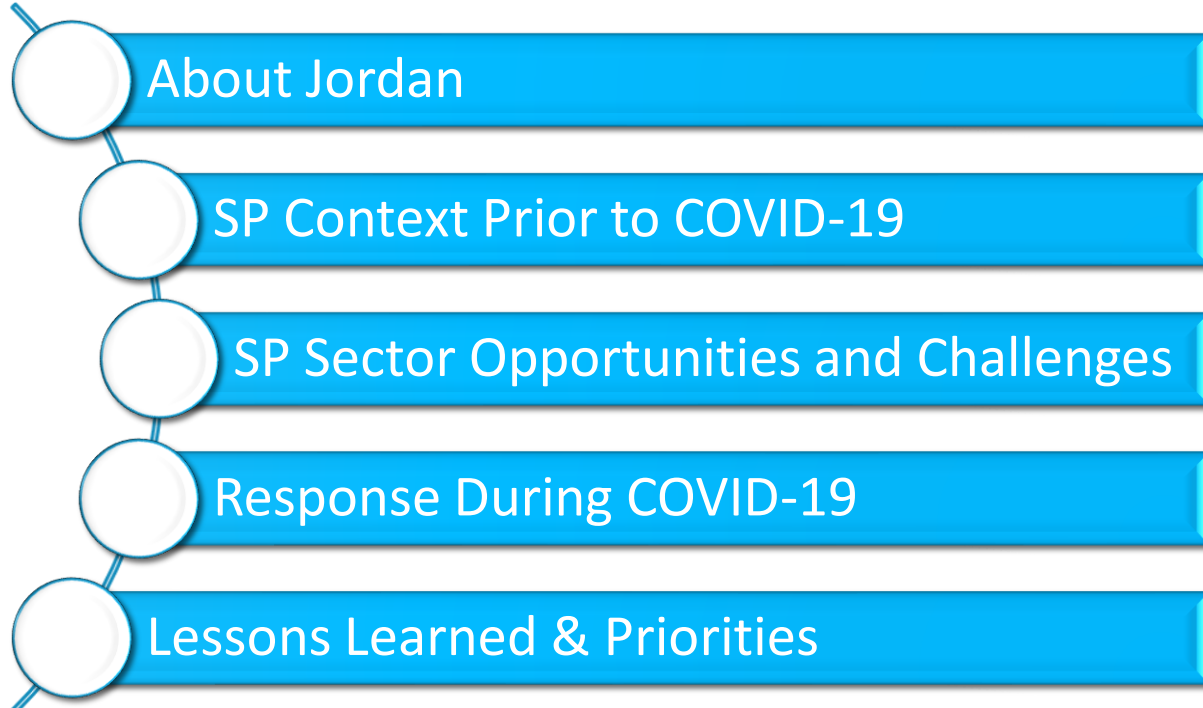 About Jordan
SP Context Prior to COVID-19
SP Sector Opportunities and Challenges
Response During COVID-19
Lessons Learned & Priorities